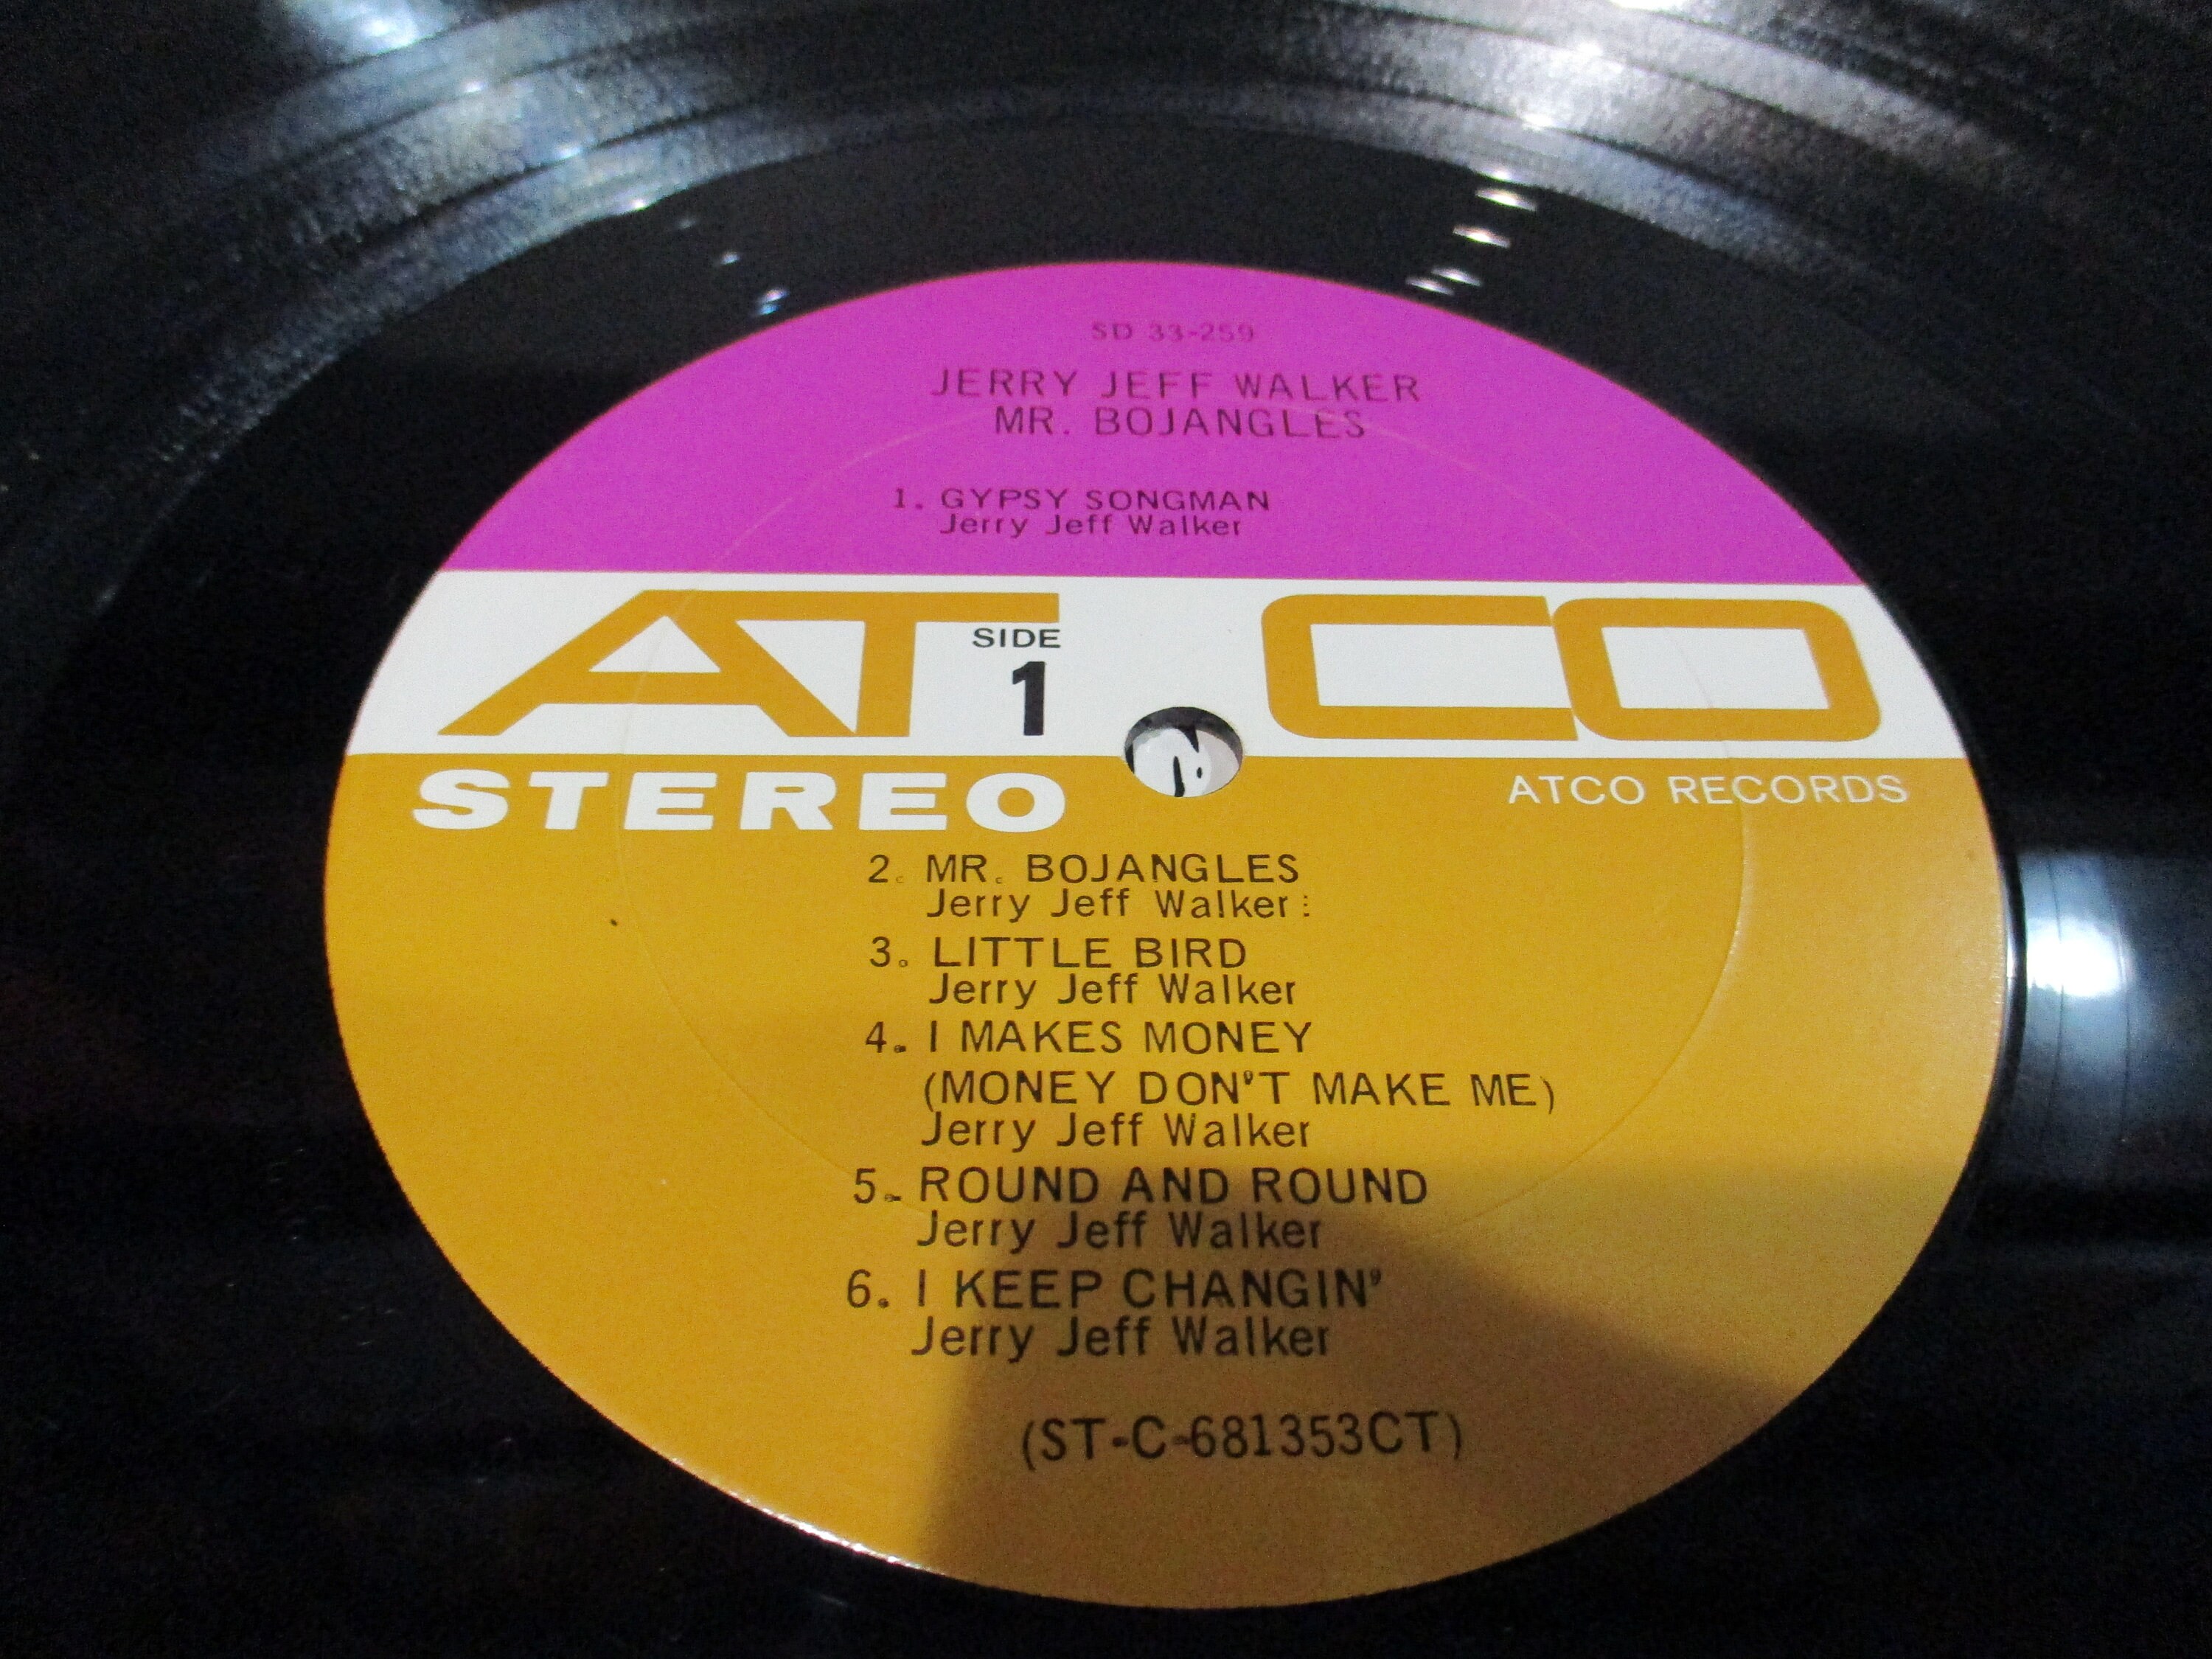 SD 33-259
JERRY JEFF WALKER
MR. BOJANGLES
1. GYPSY SONGMAN
Jerry Jeff Walker
ATCO
SIDE
1
STEREO
ATCO RECORDS
2. MR. BOJANGLES
Jerry Jeff Walker
3. LITTLE BIRD
Jerry Jeff Walker
4. I MAKES MONEY
(MONEY DON'T MAKE ME)
Jerry Jeff Walker
5. ROUND AND ROUND
Jerry Jeff Walker
6. I KEEP CHANGIN'
Jerry Jeff Walker
(ST-C-681353CT)